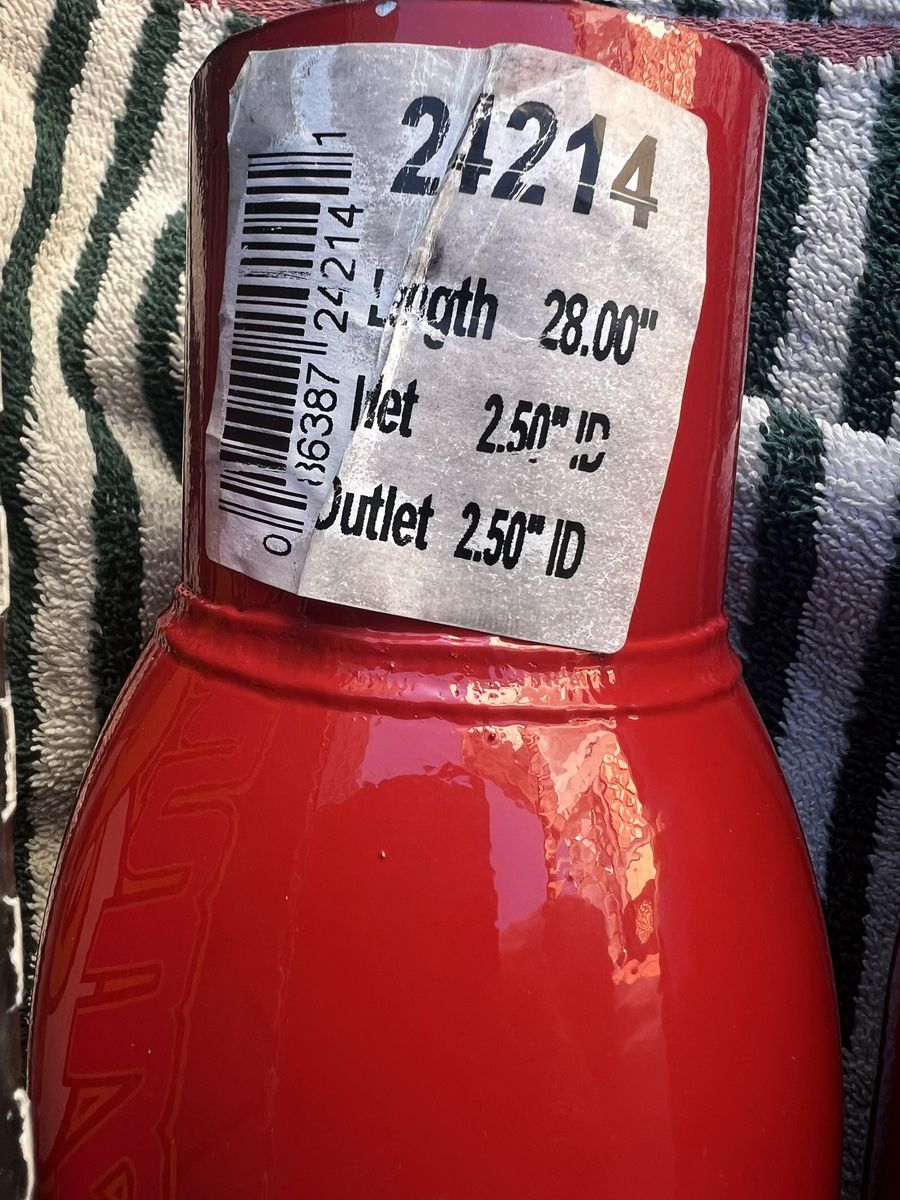 24214
Length 28.00"
Inlet 2.50" ID
Outlet 2.50" ID
0 86387 24214 1